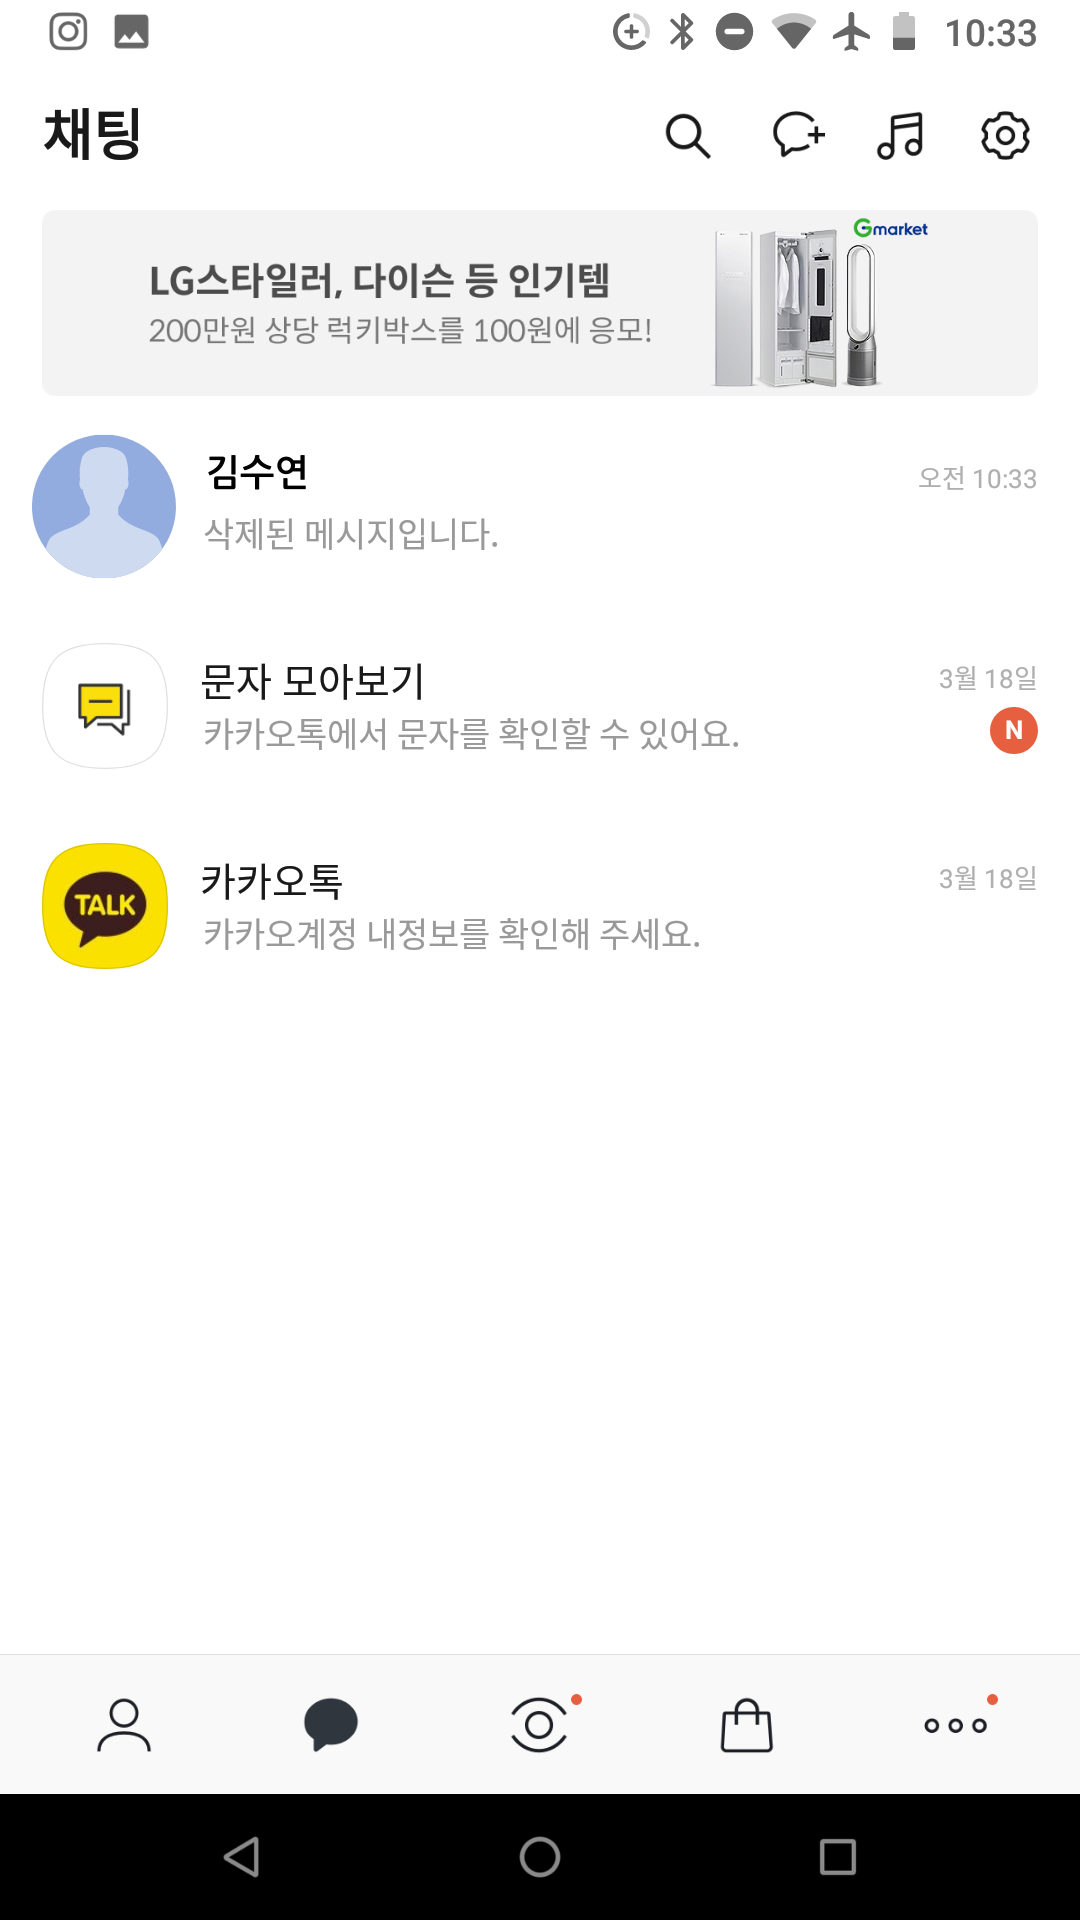 10:33
채팅
Gmarket
LG스타일러, 다이슨 등 인기템
200만원 상당 럭키박스를 100원에 응모!
김수연
오전 10:33
삭제된 메시지입니다.
문자 모아보기
3월 18일
카카오톡에서 문자를 확인할 수 있어요.
N
TALK
카카오톡
3월 18일
카카오계정 내정보를 확인해 주세요.